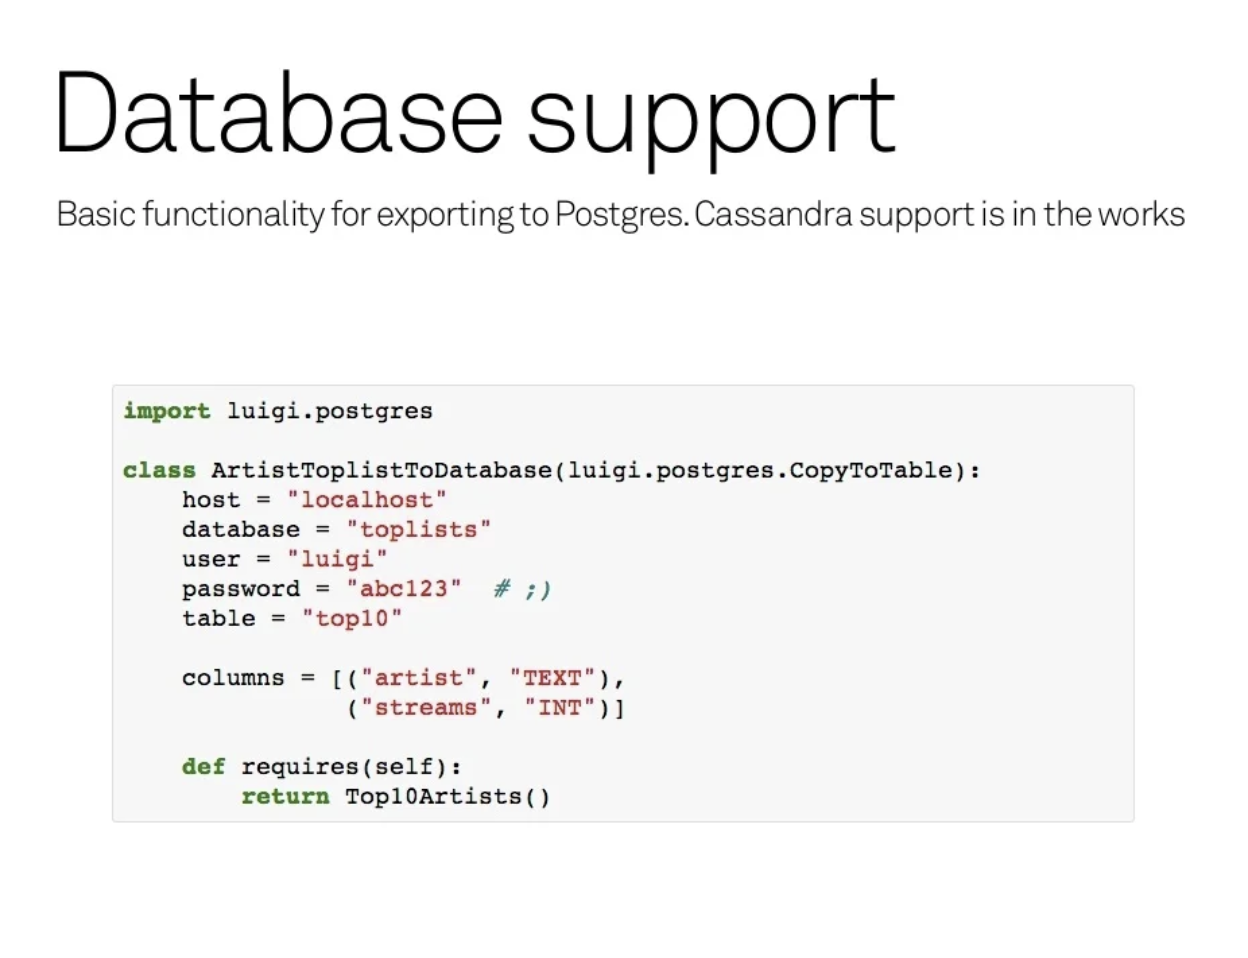 Database support
Basic functionality for exporting to Postgres. Cassandra support is in the works
import luigi.postgres
class ArtistToplistToDatabase(luigi.postgres.CopyToTable):
    host = "localhost"
    database = "toplists"
    user = "luigi"
    password = "abc123"  # ;)
    table = "top10"
    columns = [("artist", "TEXT"),
               ("streams", "INT")]
    def requires(self):
        return Top10Artists()